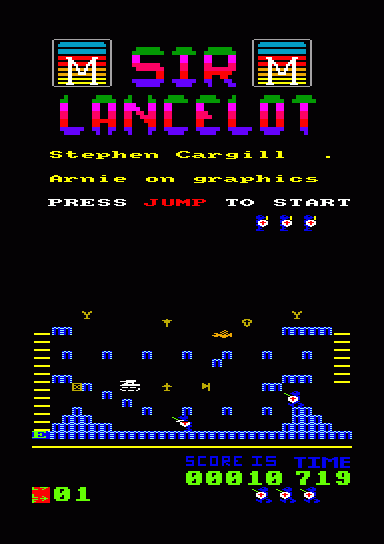 M SIR M
LANCELOT
Stephen Cargill .
Arnie on graphics
PRESS JUMP TO START
SCORE IS TIME
00010 719
01